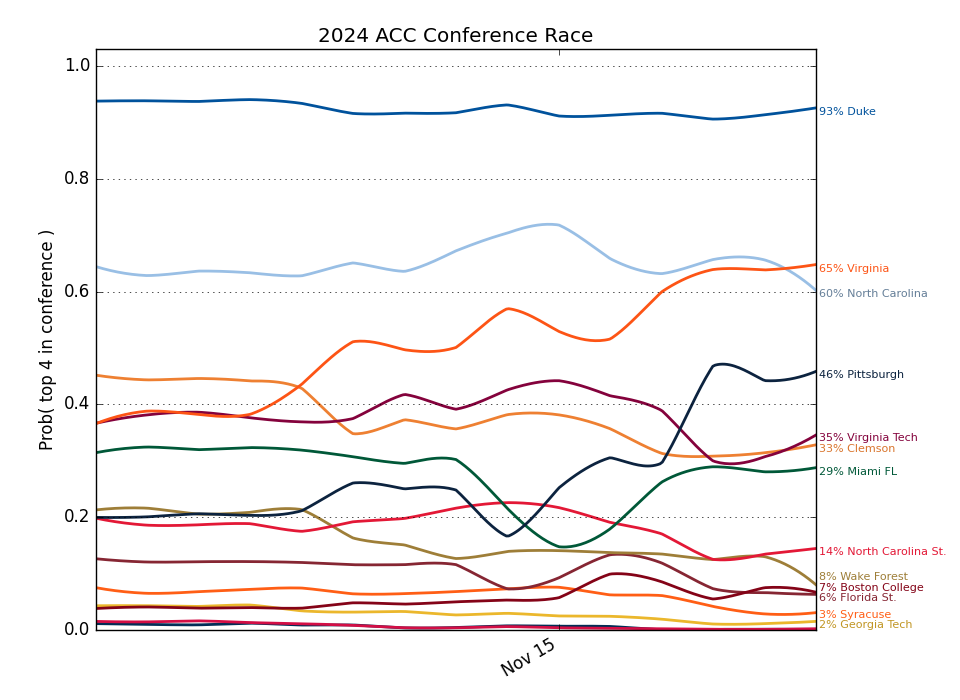 2024 ACC Conference Race
1.0
0.8
0.6
0.4
0.2
0.0
Prob( top 4 in conference )
Nov 15
93% Duke
65% Virginia
60% North Carolina
46% Pittsburgh
35% Virginia Tech
33% Clemson
29% Miami FL
14% North Carolina St.
8% Wake Forest
7% Boston College
6% Florida St.
3% Syracuse
2% Georgia Tech